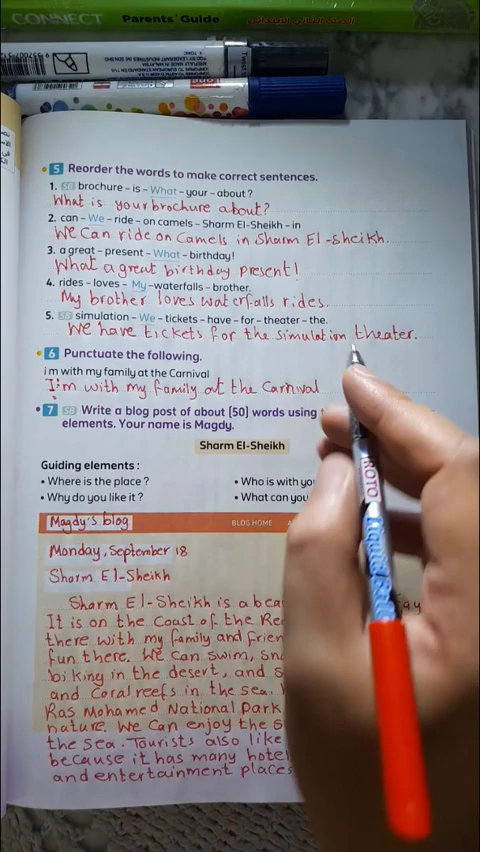 CONNECT Parents' Guide
5 Reorder the words to make correct sentences.
1. SB brochure – is – What – your – about ?
What is your brochure about?
2. can – We – ride – on camels – Sharm El-Sheikh – in
We Can ride on Camels in Sharm El-sheikh.
3. a great – present – What – birthday!
What a great birthday present!
4. rides – loves – My –waterfalls – brother.
My brother loves waterfalls rides.
5. SB simulation – We – tickets – have – for – theater – the.
We have tickets for the simulation theater.
6 Punctuate the following.
i m with my family at the Carnival
I'm with my family at the Carnival
7 SB Write a blog post of about [50] words using
elements. Your name is Magdy.
Sharm El-Sheikh
Guiding elements :
• Where is the place ?
• Who is with
• Why do you like it ?
• What can
Magdy's blog
BLOG HOME
Monday, September 18
Sharm El-Sheikh
Sharm El-Sheikh is a
It is on the Coast of the
there with my family and
fun there. We Can swim,
biking in the desert, and
and Coral reefs in the sea.
Ras Mohamed National Park
nature. We Can enjoy the
the sea. Tourists also like
because it has many
and entertainment places